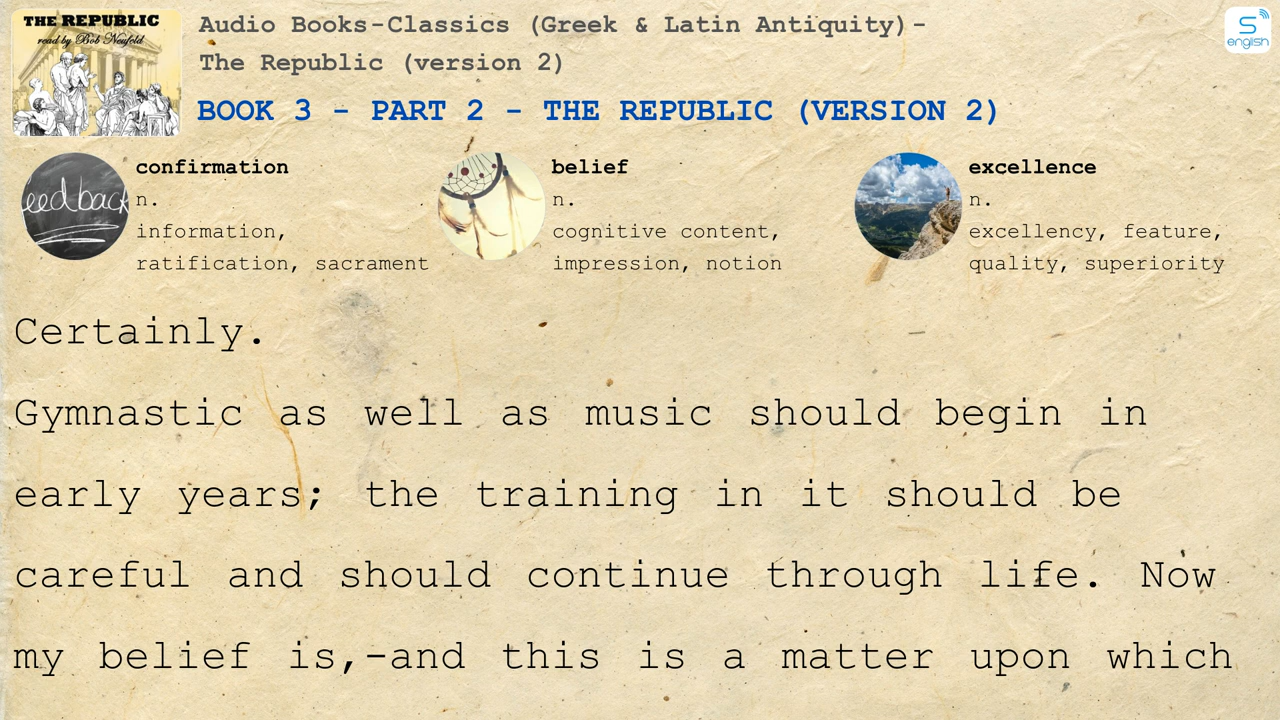 THE REPUBLIC
read by Bob Neufeld
Audio Books-Classics (Greek & Latin Antiquity)-
The Republic (version 2)
S
english
BOOK 3 - PART 2 - THE REPUBLIC (VERSION 2)
eedback
confirmation
n.
information,
ratification, sacrament
belief
n.
cognitive content,
impression, notion
excellence
n.
excellency, feature,
quality, superiority
Certainly.
Gymnastic as well as music should begin in
early years; the training in it should be
careful and should continue through life. Now
my belief is,-and this is a matter upon which